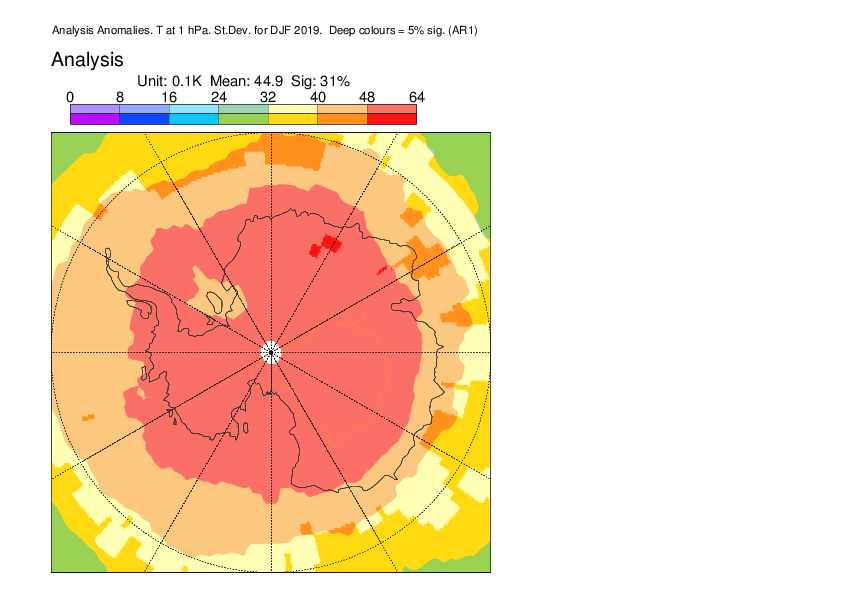 Analysis Anomalies. T at 1 hPa. St.Dev. for DJF 2019.  Deep colours = 5% sig. (AR1)
Analysis
Unit: 0.1K  Mean: 44.9  Sig: 31%
0 8 16 24 32 40 48 64